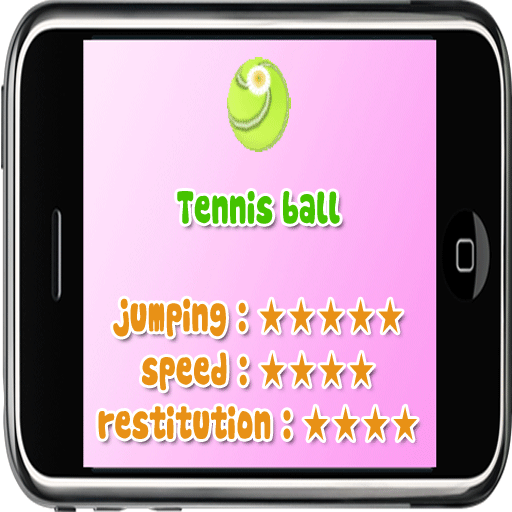 Tennis ball
jumping : ★★★★★
speed : ★★★★
restitution : ★★★★